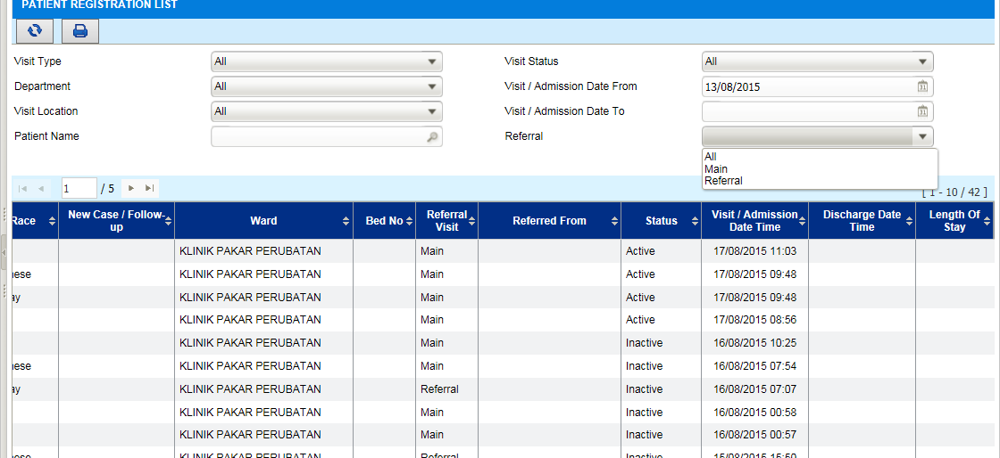 PATIENT REGISTRATION LIST
Visit Type All Visit Status All
Department All Visit / Admission Date From 13/08/2015
Visit Location All Visit / Admission Date To
Patient Name Referral
All
Main
Referral
1 / 5 [ 1 - 10 / 42 ]
Race New Case / Follow-up Ward Bed No Referral Visit Referred From Status Visit / Admission Date Time Discharge Date Time Length Of Stay
KLINIK PAKAR PERUBATAN Main Active 17/08/2015 11:03
nese KLINIK PAKAR PERUBATAN Main Active 17/08/2015 09:48
ay KLINIK PAKAR PERUBATAN Main Active 17/08/2015 09:48
KLINIK PAKAR PERUBATAN Main Active 17/08/2015 08:56
KLINIK PAKAR PERUBATAN Main Inactive 16/08/2015 10:25
nese KLINIK PAKAR PERUBATAN Main Inactive 16/08/2015 07:54
ay KLINIK PAKAR PERUBATAN Referral Inactive 16/08/2015 07:07
KLINIK PAKAR PERUBATAN Main Inactive 16/08/2015 00:58
KLINIK PAKAR PERUBATAN Main Inactive 16/08/2015 00:57
nese KLINIK PAKAR PERUBATAN Referral Inactive 15/08/2015 15:50